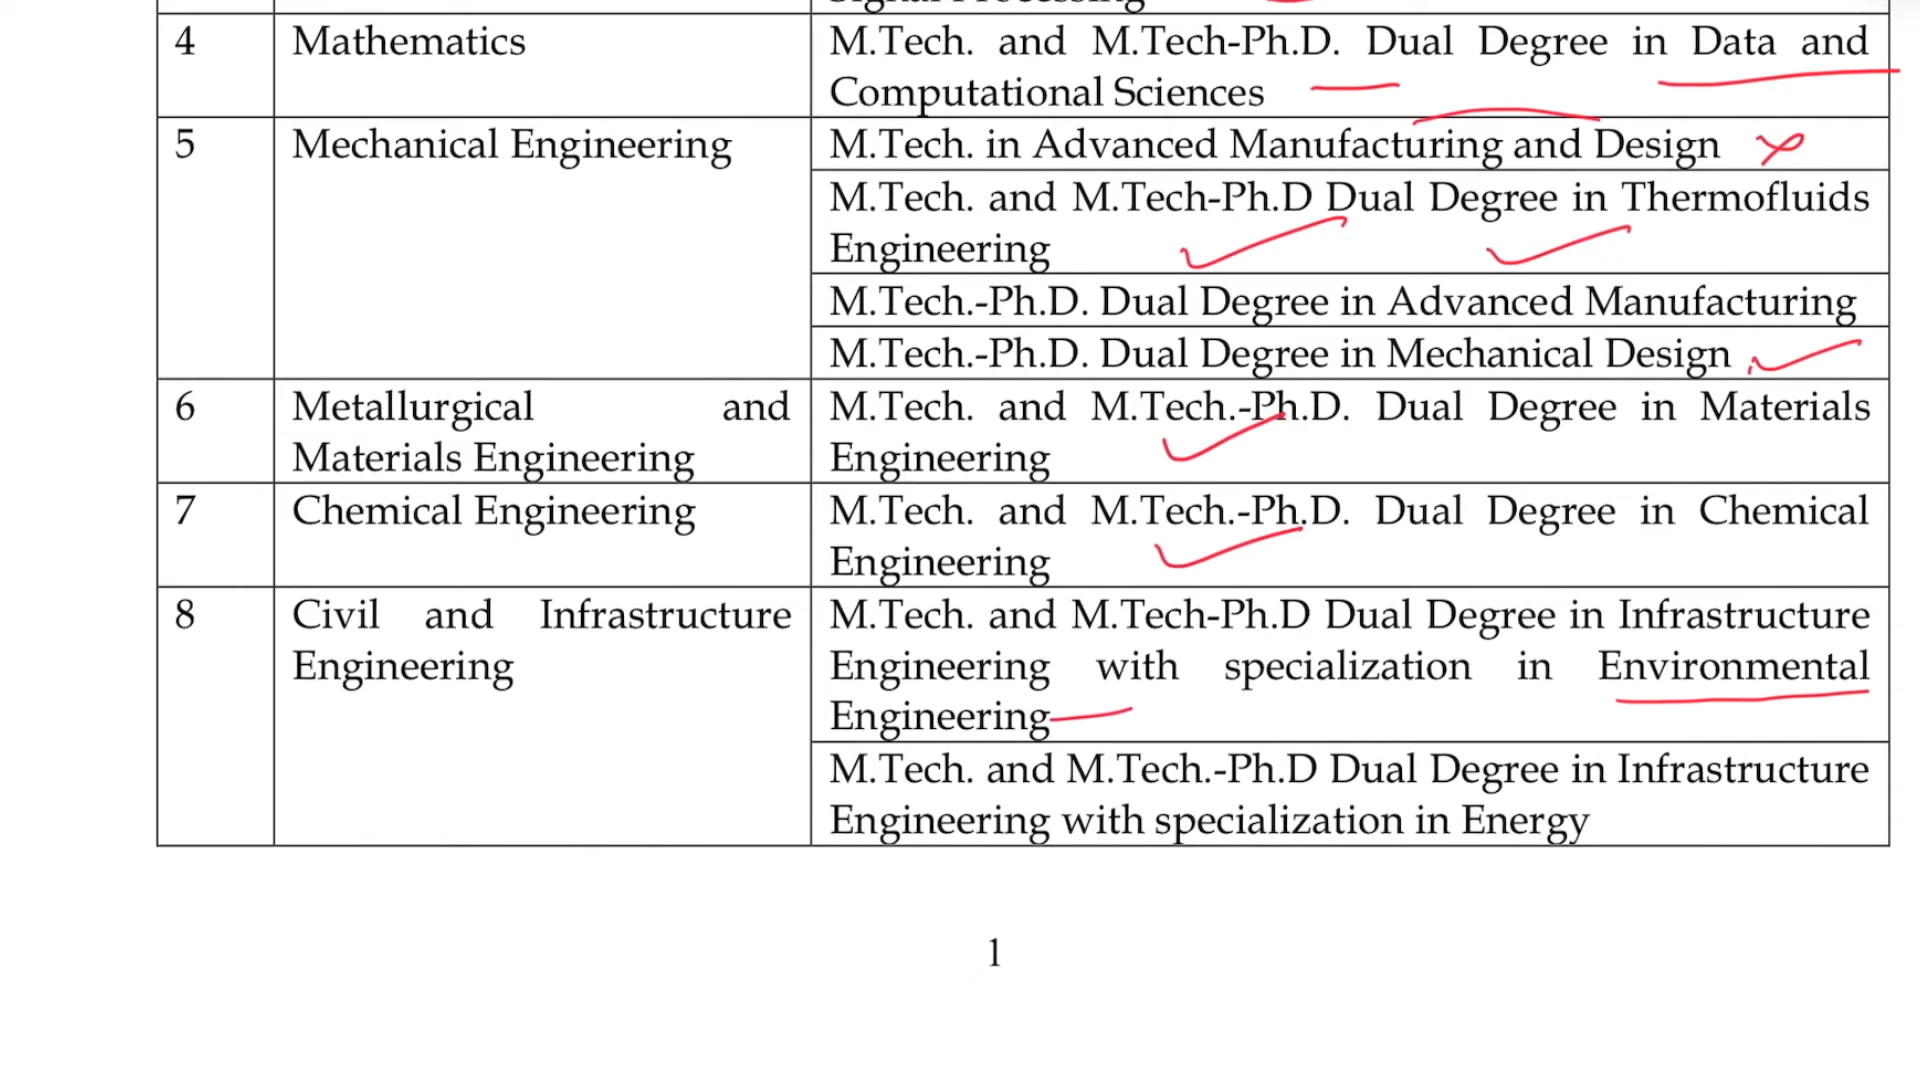 Signal Processing
4 Mathematics M.Tech. and M.Tech-Ph.D. Dual Degree in Data and
Computational Sciences
5 Mechanical Engineering M.Tech. in Advanced Manufacturing and Design
M.Tech. and M.Tech-Ph.D Dual Degree in Thermofluids
Engineering
M.Tech.-Ph.D. Dual Degree in Advanced Manufacturing
M.Tech.-Ph.D. Dual Degree in Mechanical Design
6 Metallurgical and M.Tech. and M.Tech.-Ph.D. Dual Degree in Materials
Materials Engineering Engineering
7 Chemical Engineering M.Tech. and M.Tech.-Ph.D. Dual Degree in Chemical
Engineering
8 Civil and Infrastructure M.Tech. and M.Tech-Ph.D Dual Degree in Infrastructure
Engineering Engineering with specialization in Environmental
Engineering
M.Tech. and M.Tech.-Ph.D Dual Degree in Infrastructure
Engineering with specialization in Energy
1